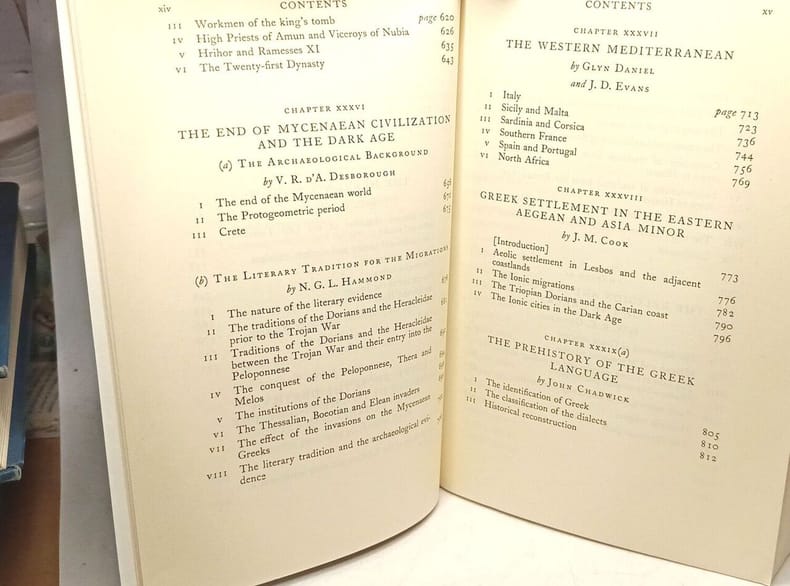 xiv CONTENTS
III Workmen of the king's tomb page 620
IV High Priests of Amun and Viceroys of Nubia 626
V Hrihor and Ramesses XI 635
VI The Twenty-first Dynasty 643
CHAPTER XXXVI
THE END OF MYCENAEAN CIVILIZATION
AND THE DARK AGE
(a) THE ARCHAEOLOGICAL BACKGROUND
by V. R. D'A. DESBOROUGH
I The end of the Mycenaean world 658
II The Protogeometric period 671
III Crete 675
(b) THE LITERARY TRADITION FOR THE MIGRATIONS
by N. G. L. HAMMOND
I The nature of the literary evidence
II The traditions of the Dorians and the Heracleidae
prior to the Trojan War
III Traditions of the Dorians and the Heracleidae
between the Trojan War and their entry into the
Peloponnese
IV The conquest of the Peloponnese, Thera and
Melos
V The institutions of the Dorians
VI The Thessalian, Boeotian and Elean invaders
VII The effect of the invasions on the Mycenaean
Greeks
VIII The literary tradition and the archaeological evi-
dence
CONTENTS xv
CHAPTER XXXVII
THE WESTERN MEDITERRANEAN
by GLYN DANIEL
and J. D. EVANS
I Italy page 713
II Sicily and Malta 723
III Sardinia and Corsica 736
IV Southern France 744
V Spain and Portugal 756
VI North Africa 769
CHAPTER XXXVIII
GREEK SETTLEMENT IN THE EASTERN
AEGEAN AND ASIA MINOR
by J. M. COOK
[Introduction]
I Aeolic settlement in Lesbos and the adjacent 773
coastlands
II The Ionic migrations 776
III The Triopian Dorians and the Carian coast 782
IV The Ionic cities in the Dark Age 790
796
CHAPTER XXXIX(a)
THE PREHISTORY OF THE GREEK
LANGUAGE
by JOHN CHADWICK
I The identification of Greek 805
II The classification of the dialects 810
III Historical reconstruction 812